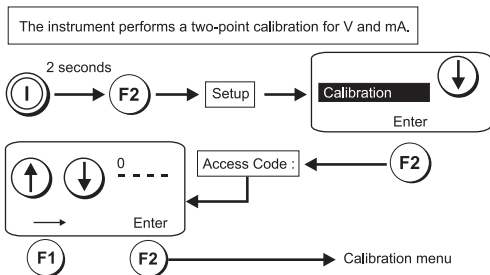 The instrument performs a two-point calibration for V and mA.
2 seconds
I
F2
Setup
Calibration
Enter
Access Code :
F2
0
- - - -
Enter
F1
F2
Calibration menu